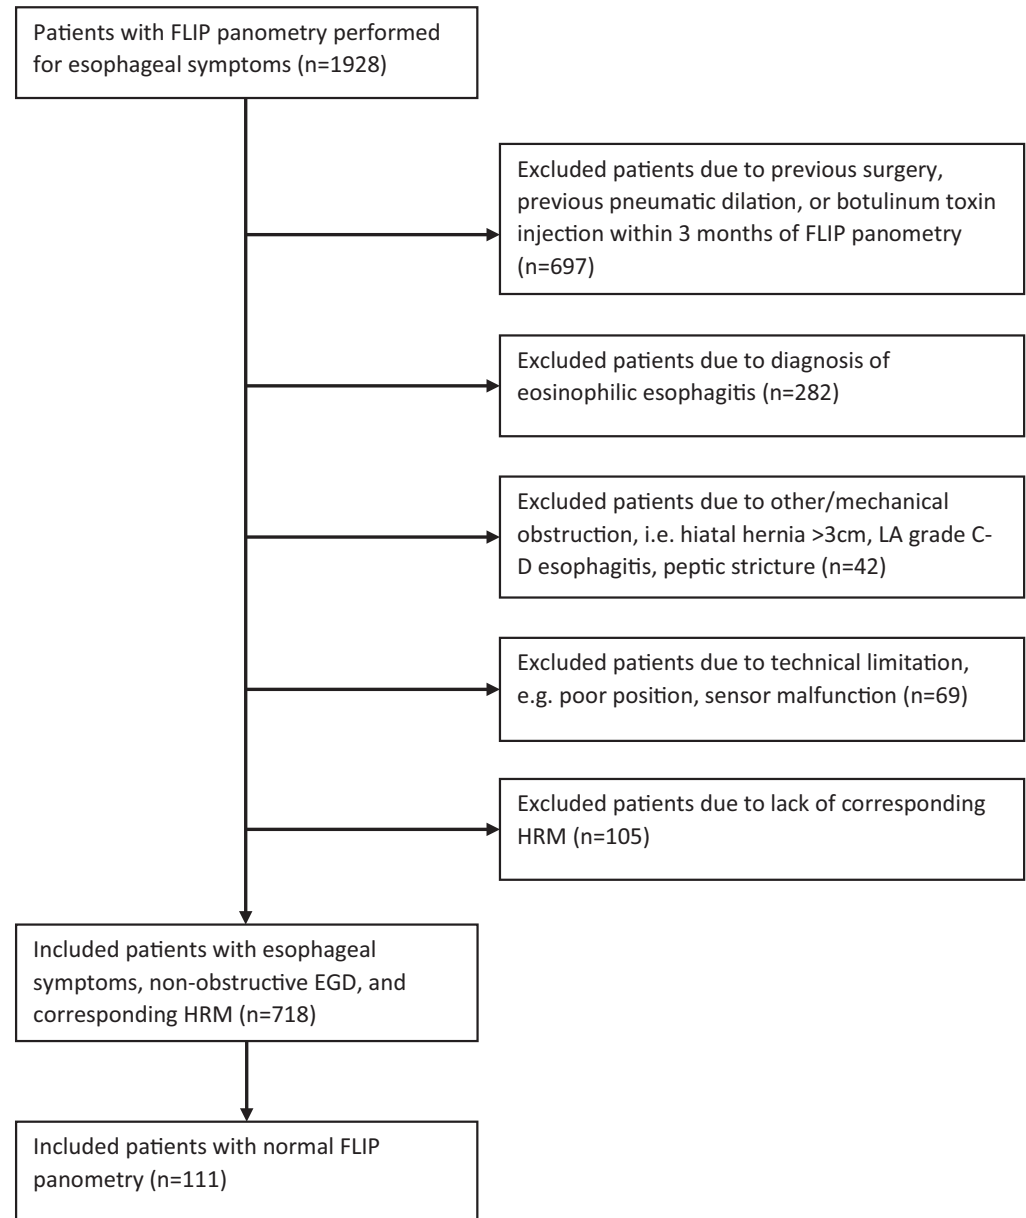 Patients with FLIP panometry performed
for esophageal symptoms (n=1928)
Excluded patients due to previous surgery,
previous pneumatic dilation, or botulinum toxin
injection within 3 months of FLIP panometry
(n=697)
Excluded patients due to diagnosis of
eosinophilic esophagitis (n=282)
Excluded patients due to other/mechanical
obstruction, i.e. hiatal hernia >3cm, LA grade C-
D esophagitis, peptic stricture (n=42)
Excluded patients due to technical limitation,
e.g. poor position, sensor malfunction (n=69)
Excluded patients due to lack of corresponding
HRM (n=105)
Included patients with esophageal
symptoms, non-obstructive EGD, and
corresponding HRM (n=718)
Included patients with normal FLIP
panometry (n=111)